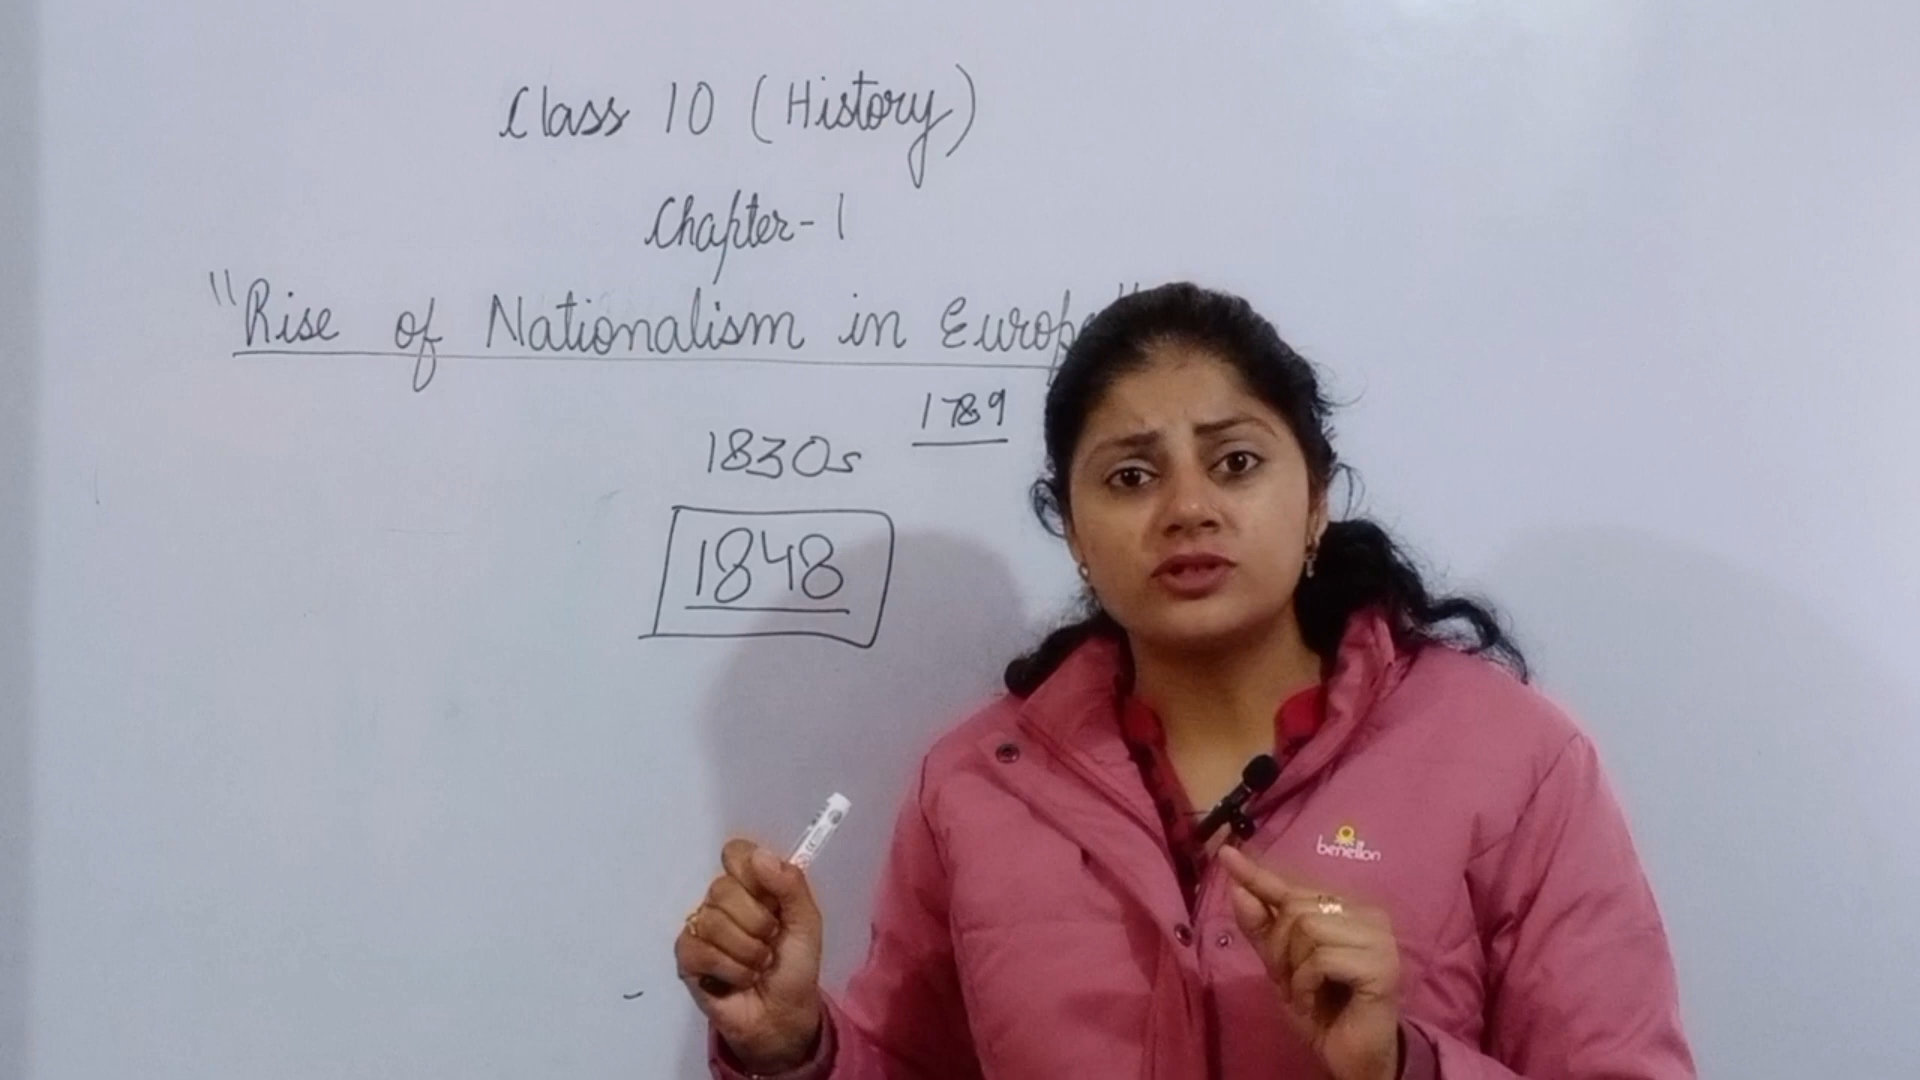 Class 10 (History)
Chapter-1
"Rise of Nationalism in Europe"
1789
1830s
1848
benetton